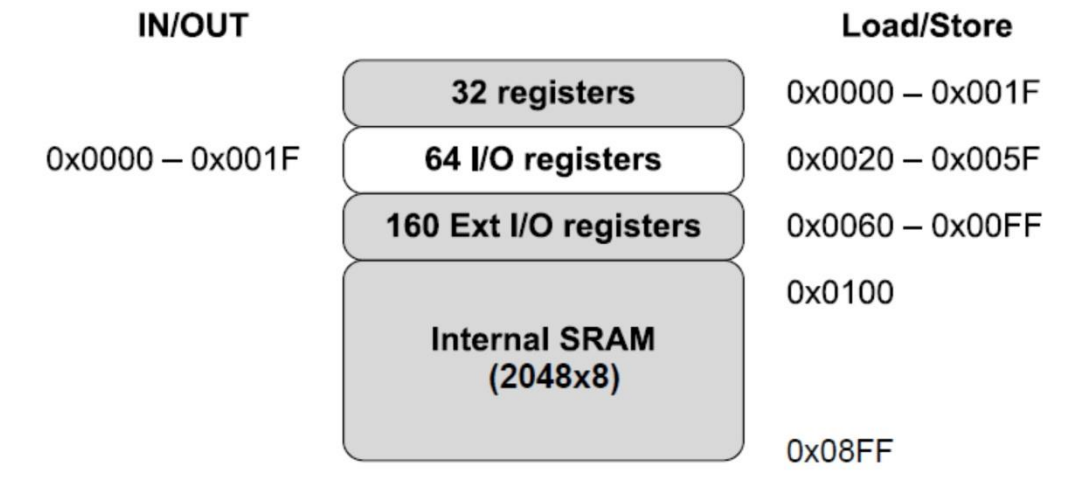 IN/OUT
Load/Store
32 registers
0x0000 – 0x001F
0x0000 – 0x001F
64 I/O registers
0x0020 – 0x005F
160 Ext I/O registers
0x0060 – 0x00FF
0x0100
Internal SRAM
(2048x8)
0x08FF